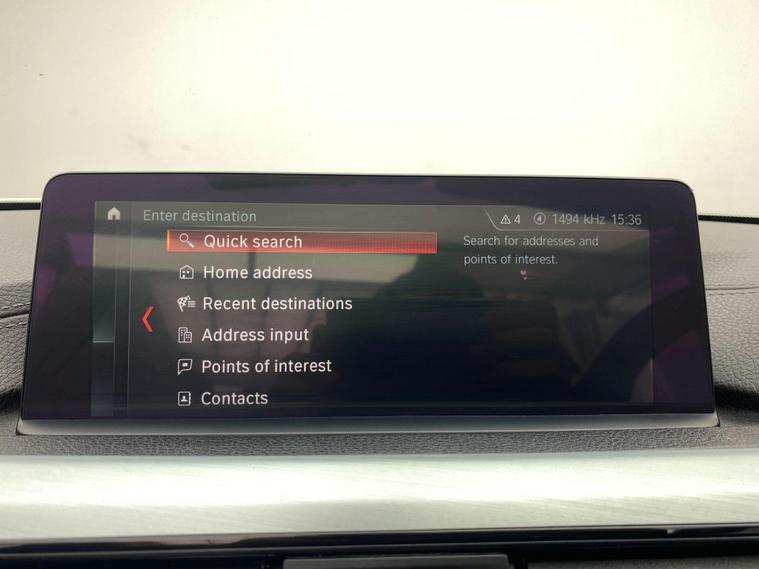 Enter destination
4 1494 kHz 15:36
Quick search
Search for addresses and
points of interest.
Home address
Recent destinations
Address input
Points of interest
Contacts